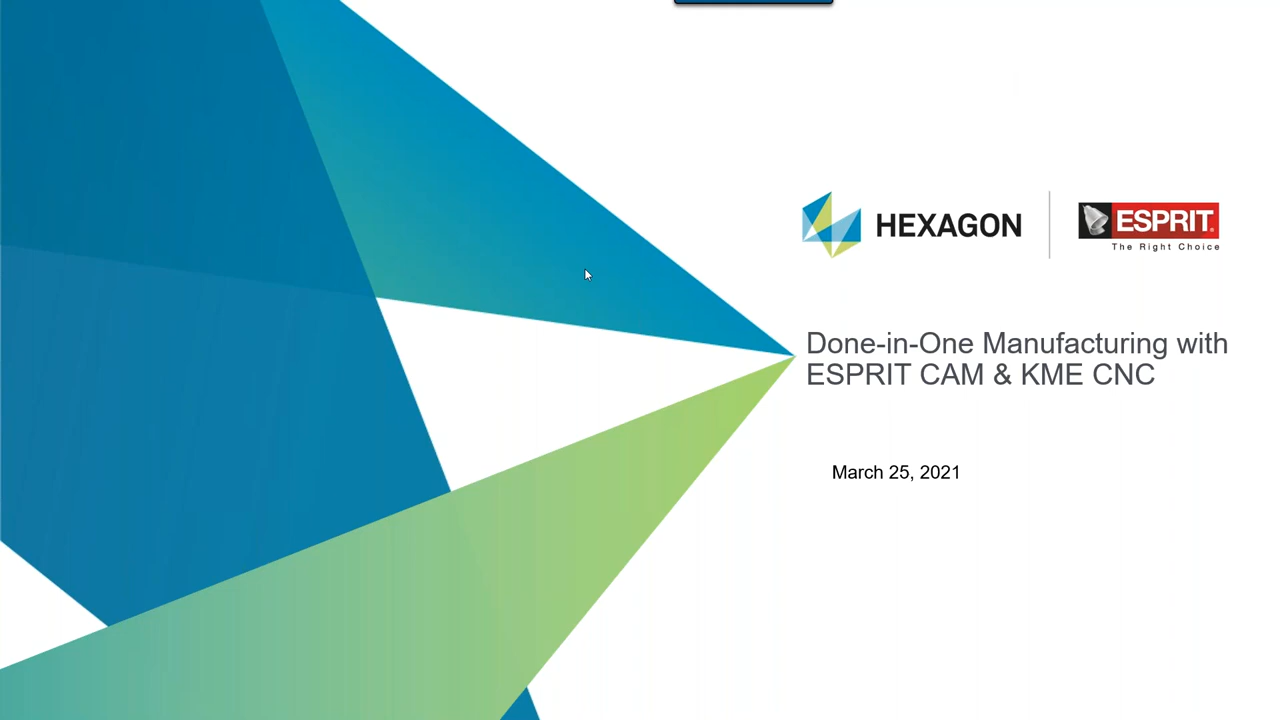 HEXAGON
ESPRIT
The Right Choice
Done-in-One Manufacturing with
ESPRIT CAM & KME CNC
March 25, 2021